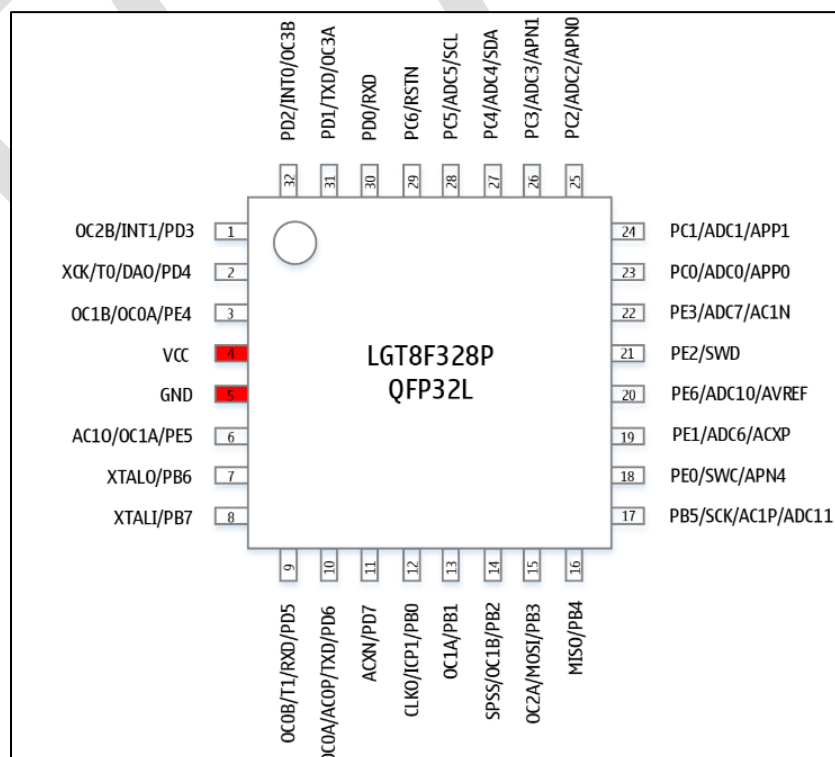 PD2/INT0/OC3B
PD1/TXD/OC3A
PD0/RXD
PC6/RSTN
PC5/ADC5/SCL
PC4/ADC4/SDA
PC3/ADC3/APN1
PC2/ADC2/APN0
32
31
30
29
28
27
26
25
OC2B/INT1/PD3 1
XCK/T0/DAO/PD4 2
OC1B/OC0A/PE4 3
VCC 4
GND 5
AC1O/OC1A/PE5 6
XTALO/PB6 7
XTALI/PB7 8
LGT8F328P
QFP32L
24 PC1/ADC1/APP1
23 PC0/ADC0/APP0
22 PE3/ADC7/AC1N
21 PE2/SWD
20 PE6/ADC10/AVREF
19 PE1/ADC6/ACXP
18 PE0/SWC/APN4
17 PB5/SCK/AC1P/ADC11
9
10
11
12
13
14
15
16
OC0B/T1/RXD/PD5
OC0A/AC0P/TXD/PD6
ACXN/PD7
CLKO/ICP1/PB0
OC1A/PB1
SPSS/OC1B/PB2
OC2A/MOSI/PB3
MISO/PB4